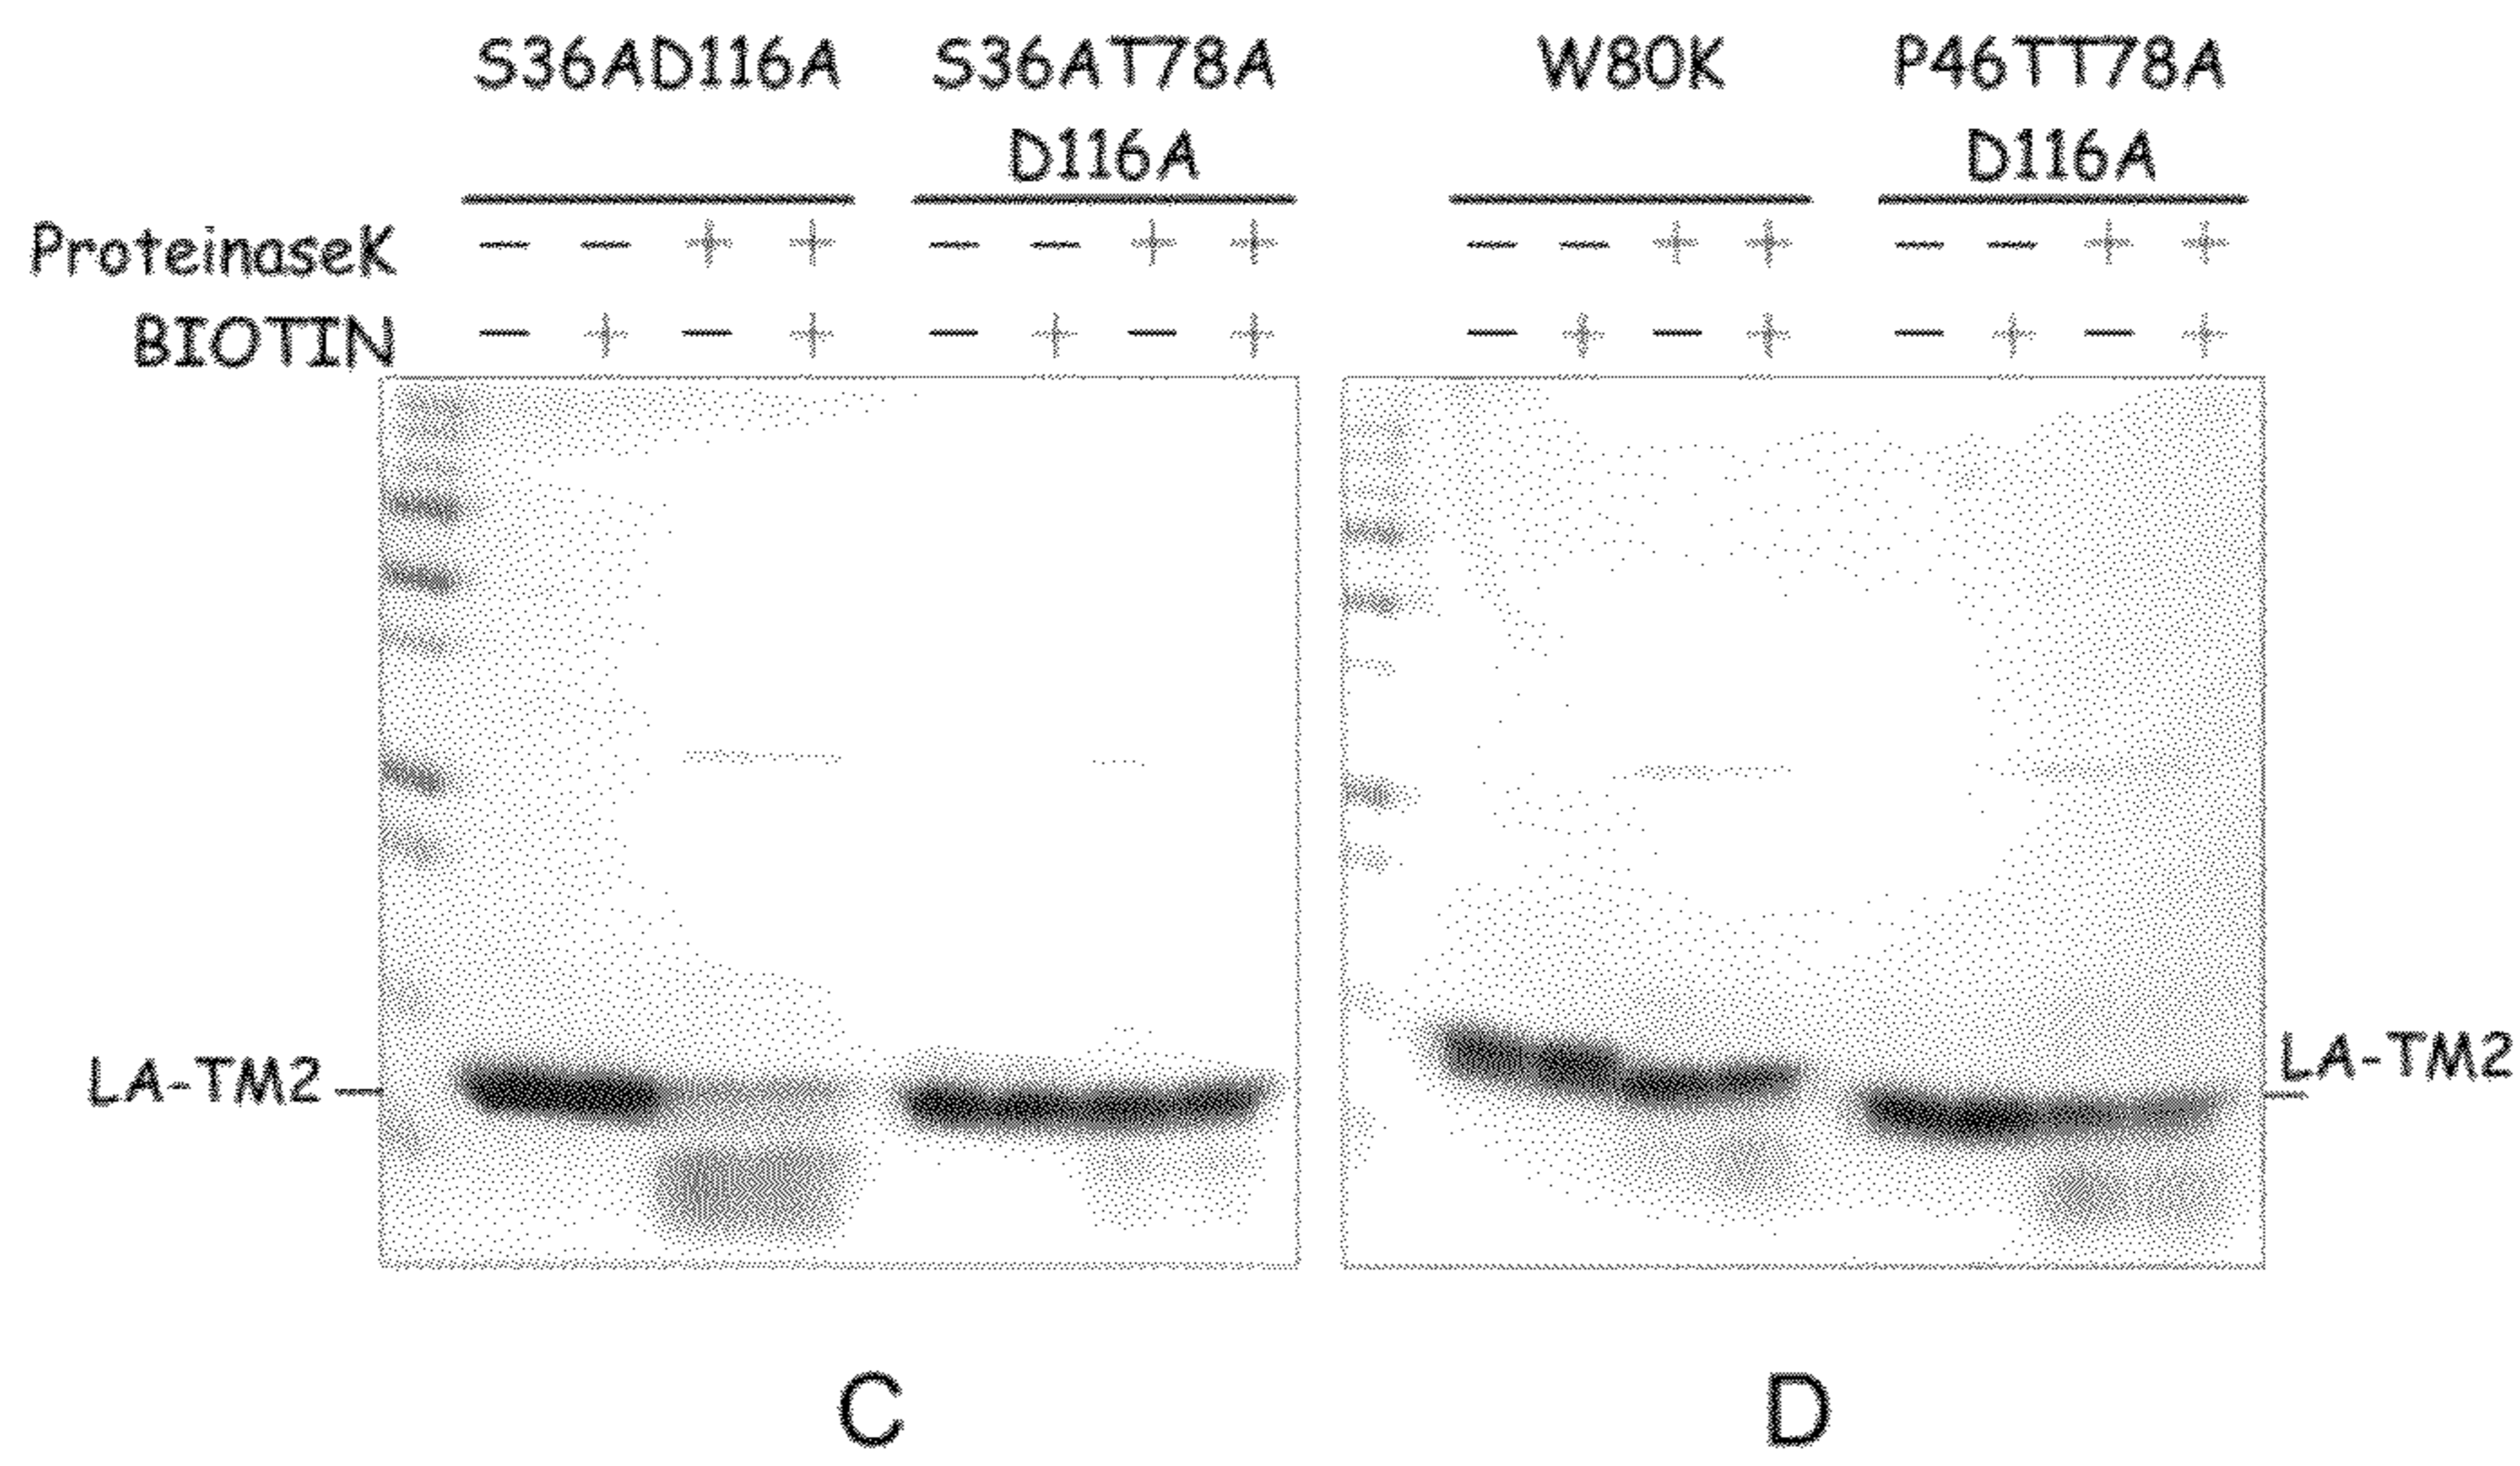 S36AD116A S36AT78A W80K P46TT78A
D116A D116A
ProteinaseK — — + + — — + + — — + + — — + +
BIOTIN — + — + — + — + — + — + — + — +
LA-TM2 LA-TM2
C D